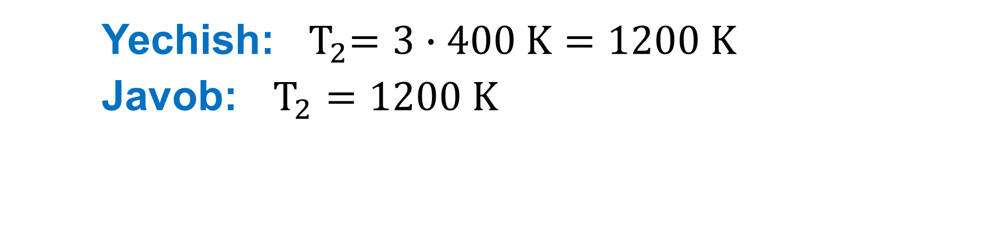 Yechish: T₂= 3 · 400 K = 1200 K
Javob: T₂ = 1200 K